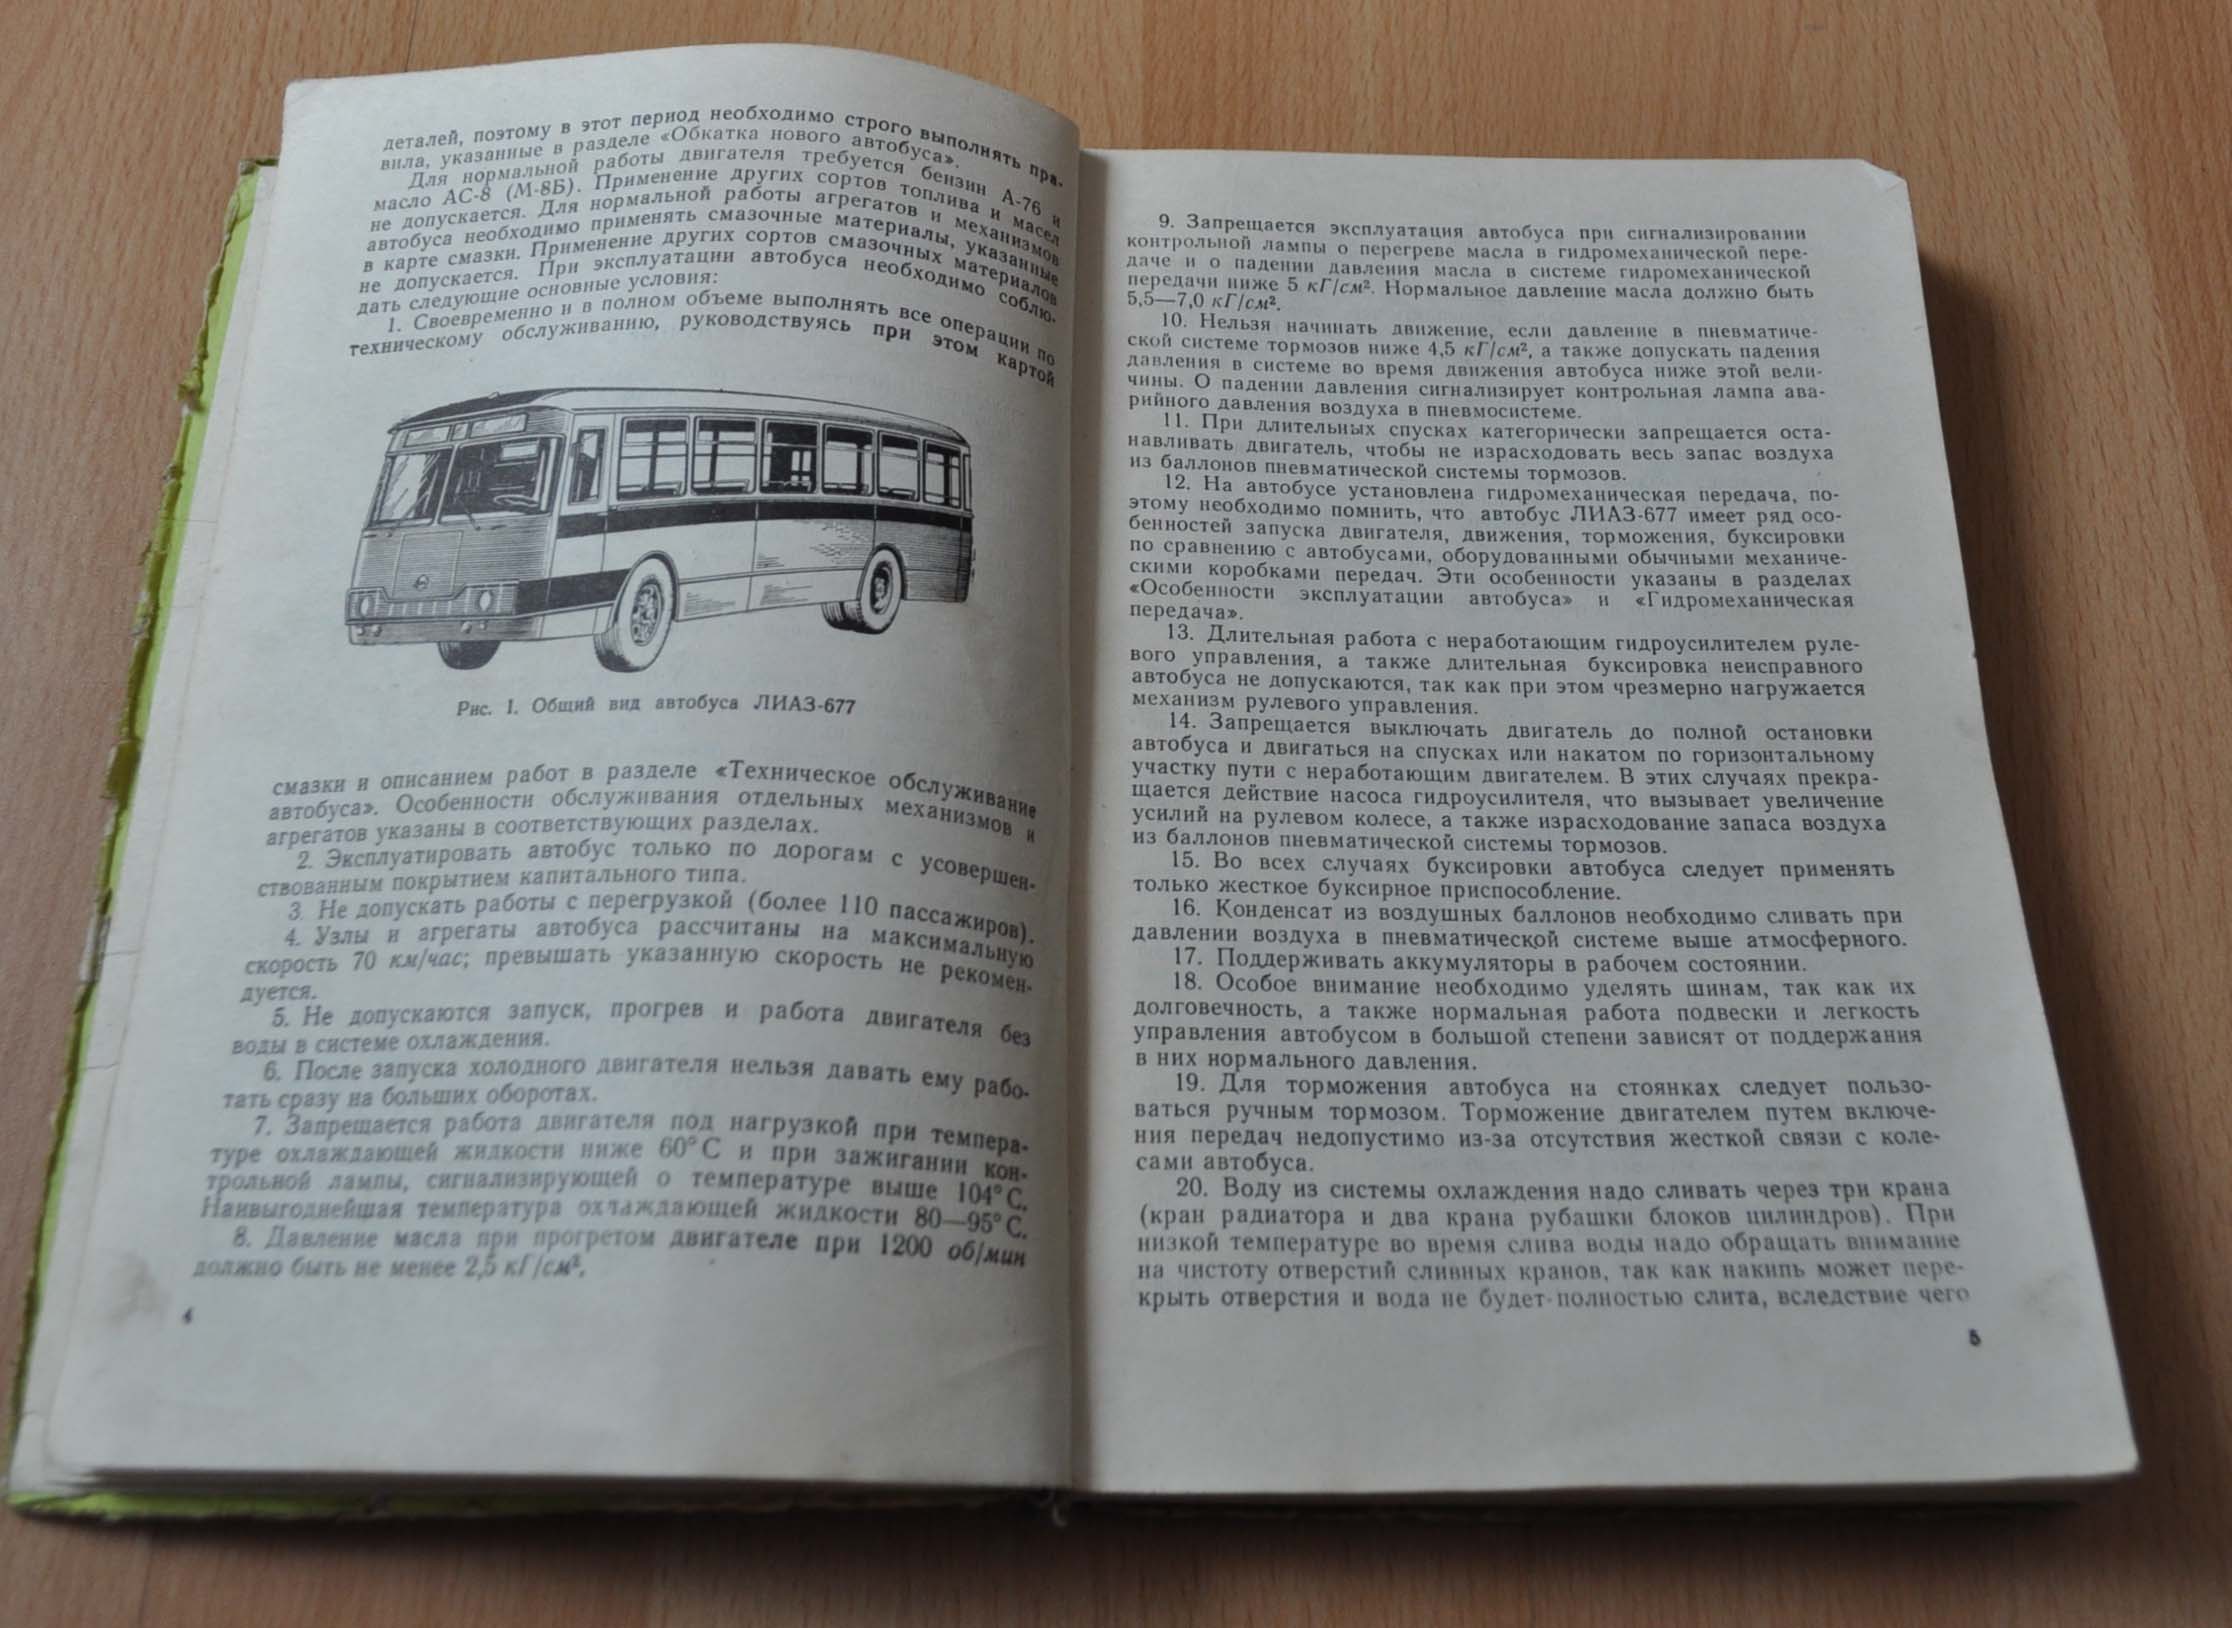 деталей, поэтому в этот период необходимо строго выполнять пра-
вила, указанные в разделе «Обкатка нового автобуса».
Для нормальной работы двигателя требуется бензин А-76 и
масло АС-8 (М-8Б). Применение других сортов топлива и масел
не допускается. Для нормальной работы агрегатов и механизмов
автобуса необходимо применять смазочные материалы, указанные
в карте смазки. Применение других сортов смазочных материалов
не допускается. При эксплуатации автобуса необходимо соблю-
дать следующие основные условия:
1. Своевременно и в полном объеме выполнять все операции по
техническому обслуживанию, руководствуясь при этом картой
Рис. 1. Общий вид автобуса ЛИАЗ-677
смазки и описанием работ в разделе «Техническое обслуживание
автобуса». Особенности обслуживания отдельных механизмов и
агрегатов указаны в соответствующих разделах.
2. Эксплуатировать автобус только по дорогам с усовершен-
ствованным покрытием капитального типа.
3. Не допускать работы с перегрузкой (более 110 пассажиров).
4. Узлы и агрегаты автобуса рассчитаны на максимальную
скорость 70 км/час; превышать указанную скорость не рекомен-
дуется.
5. Не допускаются запуск, прогрев и работа двигателя без
воды в системе охлаждения.
6. После запуска холодного двигателя нельзя давать ему рабо-
тать сразу на больших оборотах.
7. Запрещается работа двигателя под нагрузкой при темпера-
туре охлаждающей жидкости ниже 60° С и при зажигании кон-
трольной лампы, сигнализирующей о температуре выше 104° С.
Наивыгоднейшая температура охлаждающей жидкости 80—95° С.
8. Давление масла при прогретом двигателе при 1200 об/мин
должно быть не менее 2,5 кГ/см².
4
9. Запрещается эксплуатация автобуса при сигнализировании
контрольной лампы о перегреве масла в гидромеханической пере-
даче и о падении давления масла в системе гидромеханической
передачи ниже 5 кГ/см². Нормальное давление масла должно быть
5,5—7,0 кГ/см².
10. Нельзя начинать движение, если давление в пневматиче-
ской системе тормозов ниже 4,5 кГ/см², а также допускать падения
давления в системе во время движения автобуса ниже этой вели-
чины. О падении давления сигнализирует контрольная лампа ава-
рийного давления воздуха в пневмосистеме.
11. При длительных спусках категорически запрещается оста-
навливать двигатель, чтобы не израсходовать весь запас воздуха
из баллонов пневматической системы тормозов.
12. На автобусе установлена гидромеханическая передача, по-
этому необходимо помнить, что автобус ЛИАЗ-677 имеет ряд осо-
бенностей запуска двигателя, движения, торможения, буксировки
по сравнению с автобусами, оборудованными обычными механиче-
скими коробками передач. Эти особенности указаны в разделах
«Особенности эксплуатации автобуса» и «Гидромеханическая
передача».
13. Длительная работа с неработающим гидроусилителем руле-
вого управления, а также длительная буксировка неисправного
автобуса не допускаются, так как при этом чрезмерно нагружается
механизм рулевого управления.
14. Запрещается выключать двигатель до полной остановки
автобуса и двигаться на спусках или накатом по горизонтальному
участку пути с неработающим двигателем. В этих случаях прекра-
щается действие насоса гидроусилителя, что вызывает увеличение
усилий на рулевом колесе, а также израсходование запаса воздуха
из баллонов пневматической системы тормозов.
15. Во всех случаях буксировки автобуса следует применять
только жесткое буксирное приспособление.
16. Конденсат из воздушных баллонов необходимо сливать при
давлении воздуха в пневматической системе выше атмосферного.
17. Поддерживать аккумуляторы в рабочем состоянии.
18. Особое внимание необходимо уделять шинам, так как их
долговечность, а также нормальная работа подвески и легкость
управления автобусом в большой степени зависят от поддержания
в них нормального давления.
19. Для торможения автобуса на стоянках следует пользо-
ваться ручным тормозом. Торможение двигателем путем включе-
ния передач недопустимо из-за отсутствия жесткой связи с коле-
сами автобуса.
20. Воду из системы охлаждения надо сливать через три крана
(кран радиатора и два крана рубашки блоков цилиндров). При
низкой температуре во время слива воды надо обращать внимание
на чистоту отверстий сливных кранов, так как накипь может пере-
крыть отверстия и вода не будет полностью слита, вследствие чего
5